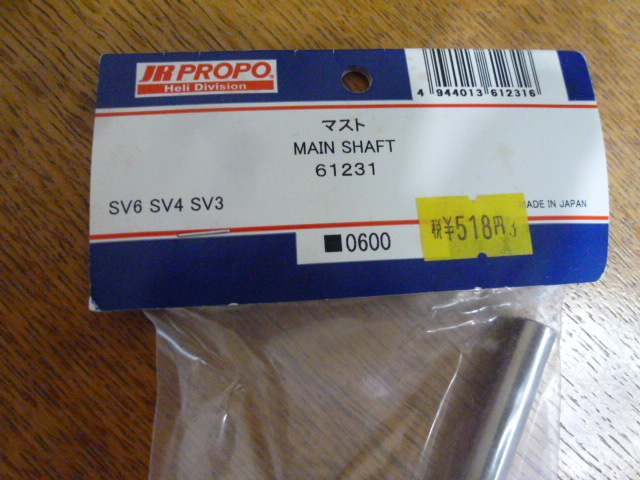 JR PROPO®
Heli Division
4 944013 612316
マスト
MAIN SHAFT
61231
SV6 SV4 SV3
MADE IN JAPAN
税¥518円
■0600